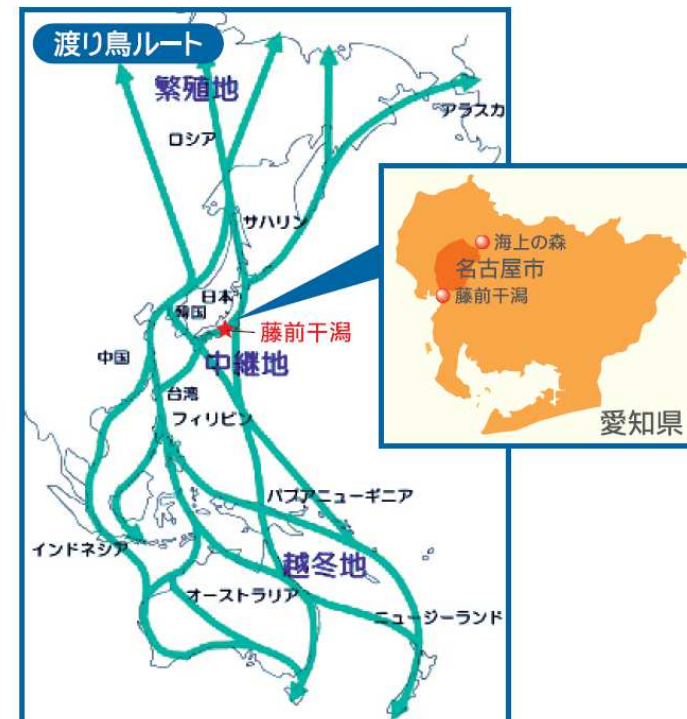 渡り鳥ルート
繁殖地
ロシア
アラスカ
サハリン
日本
韓国
藤前干潟
中国
中継地
台湾
フィリピン
パプアニューギニア
インドネシア
越冬地
オーストラリア
ニュージーランド
海上の森
名古屋市
藤前干潟
愛知県